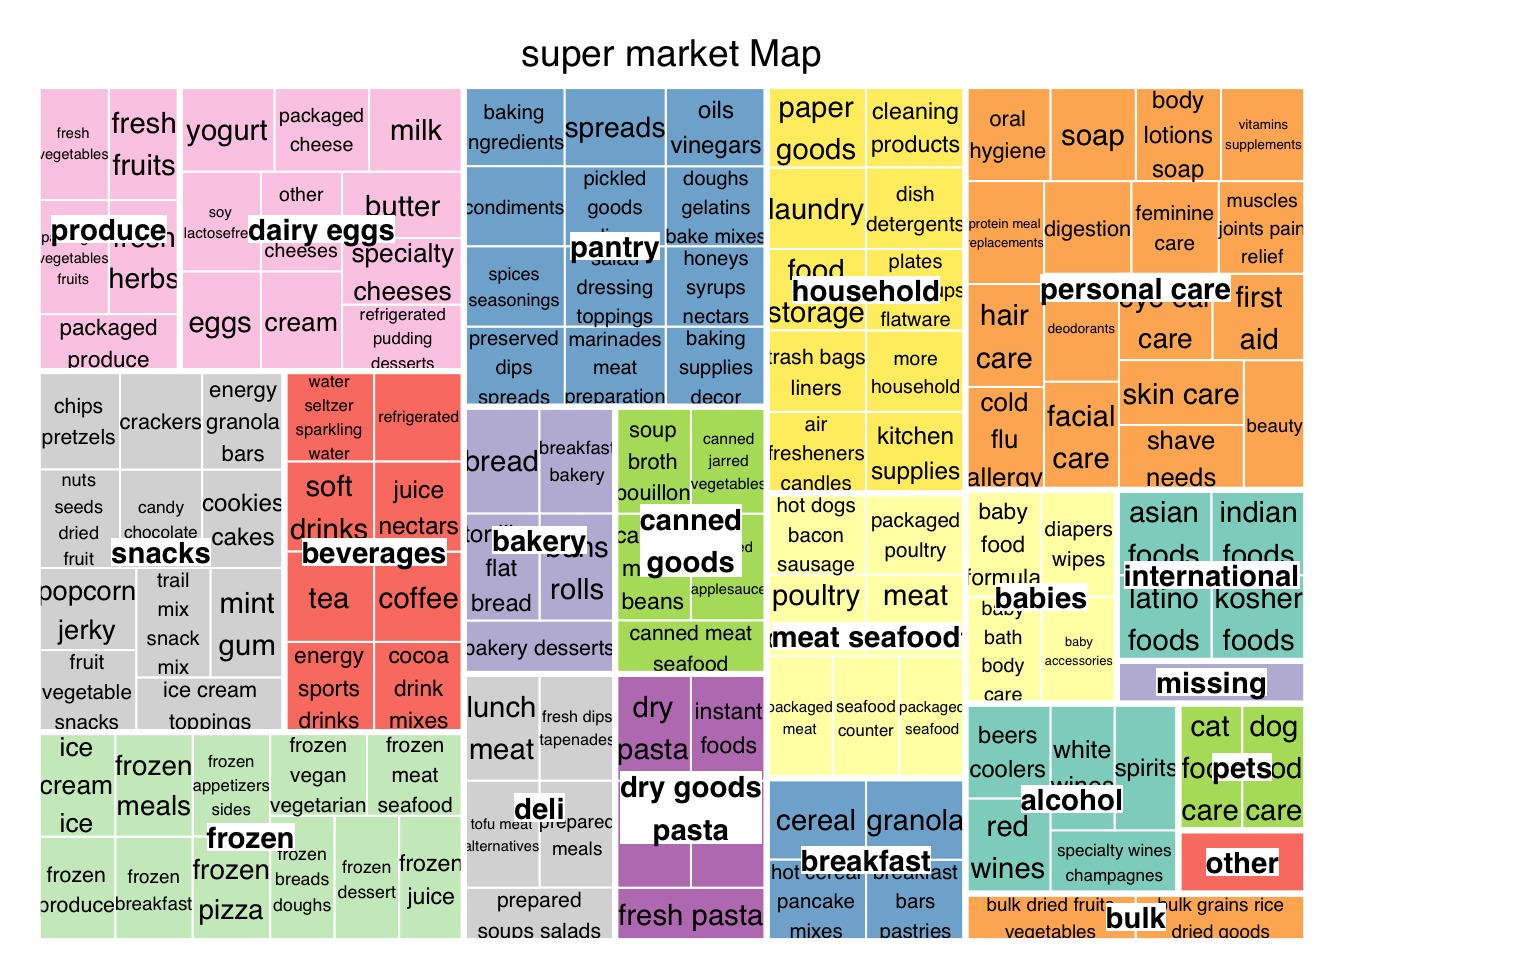 super market Map
fresh
vegetables
fresh
fruits
produce
vegetables
fruits
fresh
herbs
packaged
produce
yogurt
packaged
cheese
milk
soy
lactosefree
other
cheeses
butter
dairy eggs
specialty
cheeses
eggs
cream
refrigerated
pudding
desserts
baking
ingredients
spreads
oils
vinegars
condiments
pickled
goods
doughs
gelatins
bake mixes
pantry
spices
seasonings
salad
dressing
toppings
honeys
syrups
nectars
preserved
dips
spreads
marinades
meat
preparation
baking
supplies
decor
paper
goods
cleaning
products
laundry
dish
detergents
food
storage
plates
flatware
household
trash bags
liners
more
household
air
fresheners
candles
kitchen
supplies
oral
hygiene
soap
body
lotions
soap
vitamins
supplements
protein meal
replacements
digestion
feminine
care
muscles
joints pain
relief
personal care
hair
care
deodorants
eye ear
care
first
aid
cold
flu
allergy
facial
care
skin care
shave
needs
beauty
chips
pretzels
crackers
energy
granola
bars
nuts
seeds
dried
fruit
candy
chocolate
cookies
cakes
snacks
popcorn
jerky
trail
mix
snack
mix
mint
gum
fruit
vegetable
snacks
ice cream
toppings
water
seltzer
sparkling
water
refrigerated
soft
drinks
juice
nectars
beverages
tea
coffee
energy
sports
drinks
cocoa
drink
mixes
bread
breakfast
bakery
bakery
flat
bread
buns
rolls
bakery desserts
soup
broth
bouillon
canned
jarred
vegetables
canned
goods
beans
applesauce
canned meat
seafood
hot dogs
bacon
sausage
packaged
poultry
poultry
meat
meat seafood
packaged
meat
seafood
counter
packaged
seafood
baby
food
formula
diapers
wipes
babies
baby
bath
body
care
baby
accessories
asian
foods
indian
foods
international
latino
foods
kosher
foods
missing
ice
cream
ice
frozen
meals
frozen
appetizers
sides
frozen
vegan
vegetarian
frozen
meat
seafood
frozen
frozen
produce
frozen
breakfast
frozen
pizza
frozen
breads
doughs
frozen
dessert
frozen
juice
lunch
meat
fresh dips
tapenades
deli
tofu meat
alternatives
prepared
meals
prepared
soups salads
dry
pasta
instant
foods
dry goods
pasta
fresh pasta
cereal
granola
breakfast
hot cereal
pancake
mixes
breakfast
bars
pastries
beers
coolers
white
wines
spirits
alcohol
red
wines
specialty wines
champagnes
cat
food
care
dog
food
care
pets
other
bulk dried fruits
vegetables
bulk
bulk grains rice
dried goods